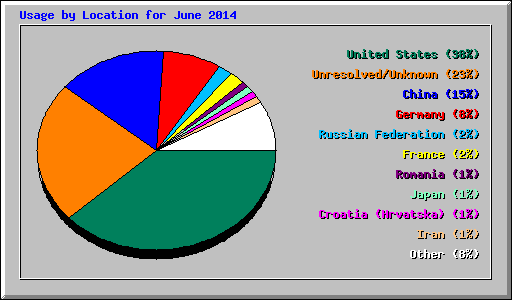 Usage by Location for June 2014
United States (38%)
Unresolved/Unknown (23%)
China (15%)
Germany (8%)
Russian Federation (2%)
France (2%)
Romania (1%)
Japan (1%)
Croatia (Hrvatska) (1%)
Iran (1%)
Other (8%)